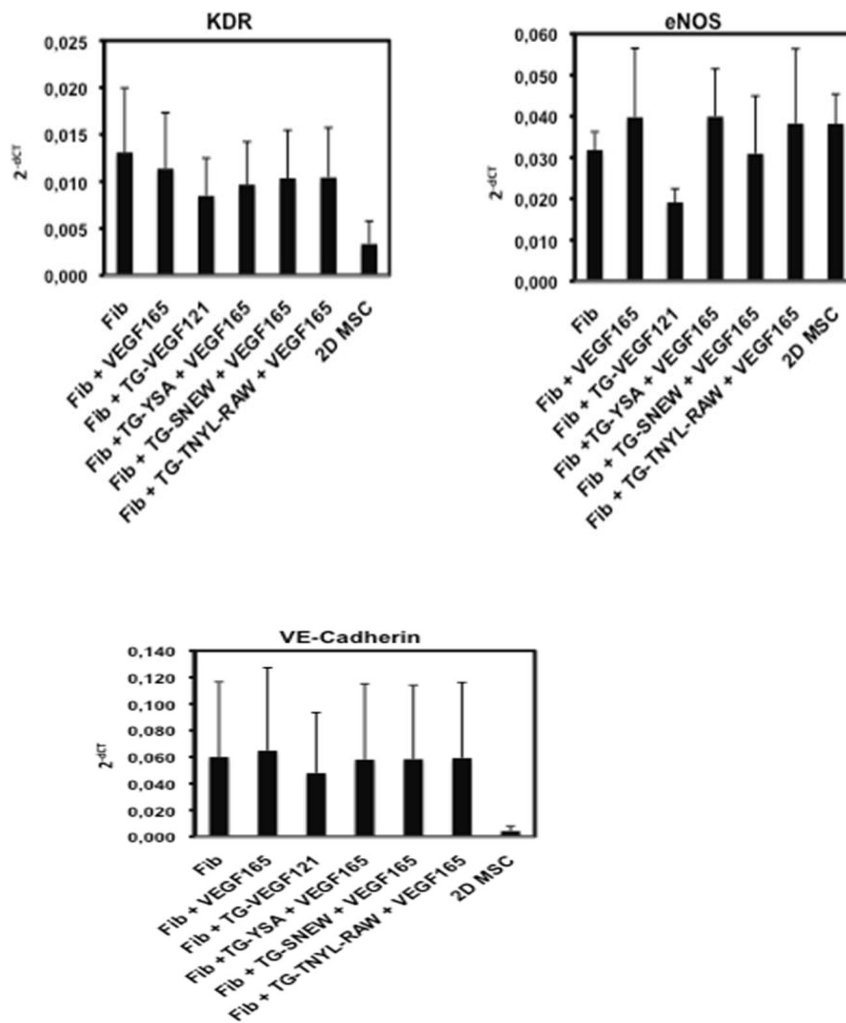 KDR
0,025
0,020
0,015
0,010
0,005
0,000
2-dCT
Fib
Fib + VEGF165
Fib + TG-VEGF121
Fib +TG-YSA + VEGF165
Fib + TG-SNEW + VEGF165
Fib + TG-TNYL-RAW + VEGF165
2D MSC
eNOS
0,060
0,050
0,040
0,030
0,020
0,010
0,000
2-dCT
Fib
Fib + VEGF165
Fib + TG-VEGF121
Fib +TG-YSA + VEGF165
Fib + TG-SNEW + VEGF165
Fib + TG-TNYL-RAW + VEGF165
2D MSC
VE-Cadherin
0,140
0,120
0,100
0,080
0,060
0,040
0,020
0,000
2-dCT
Fib
Fib + VEGF165
Fib + TG-VEGF121
Fib +TG-YSA + VEGF165
Fib + TG-SNEW + VEGF165
Fib + TG-TNYL-RAW + VEGF165
2D MSC